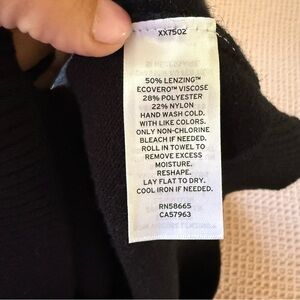 XX7502
50% LENZING™
ECOVERO™ VISCOSE
28% POLYESTER
22% NYLON
HAND WASH COLD.
WITH LIKE COLORS.
ONLY NON-CHLORINE
BLEACH IF NEEDED.
ROLL IN TOWEL TO
REMOVE EXCESS
MOISTURE.
RESHAPE.
LAY FLAT TO DRY.
COOL IRON IF NEEDED.
RN58665
CA57963